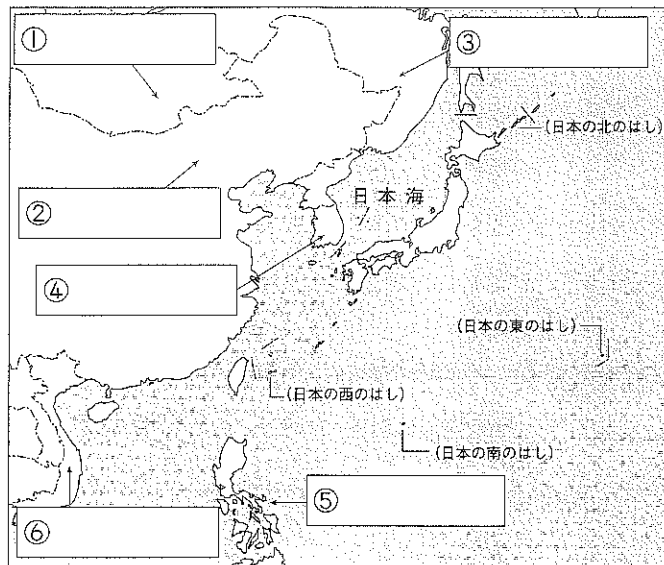 ①
③
(日本の北のはし)
日本海
②
④
(日本の東のはし)
(日本の西のはし)
(日本の南のはし)
⑤
⑥